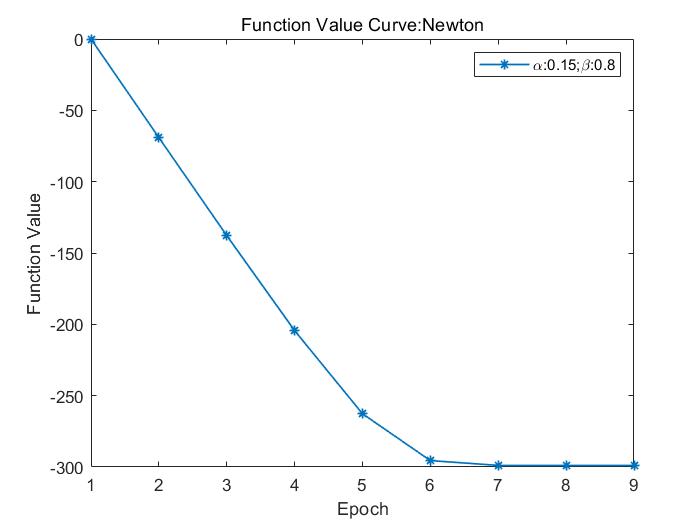 Function Value Curve:Newton
α:0.15;β:0.8
Function Value
0
-50
-100
-150
-200
-250
-300
1 2 3 4 5 6 7 8 9
Epoch